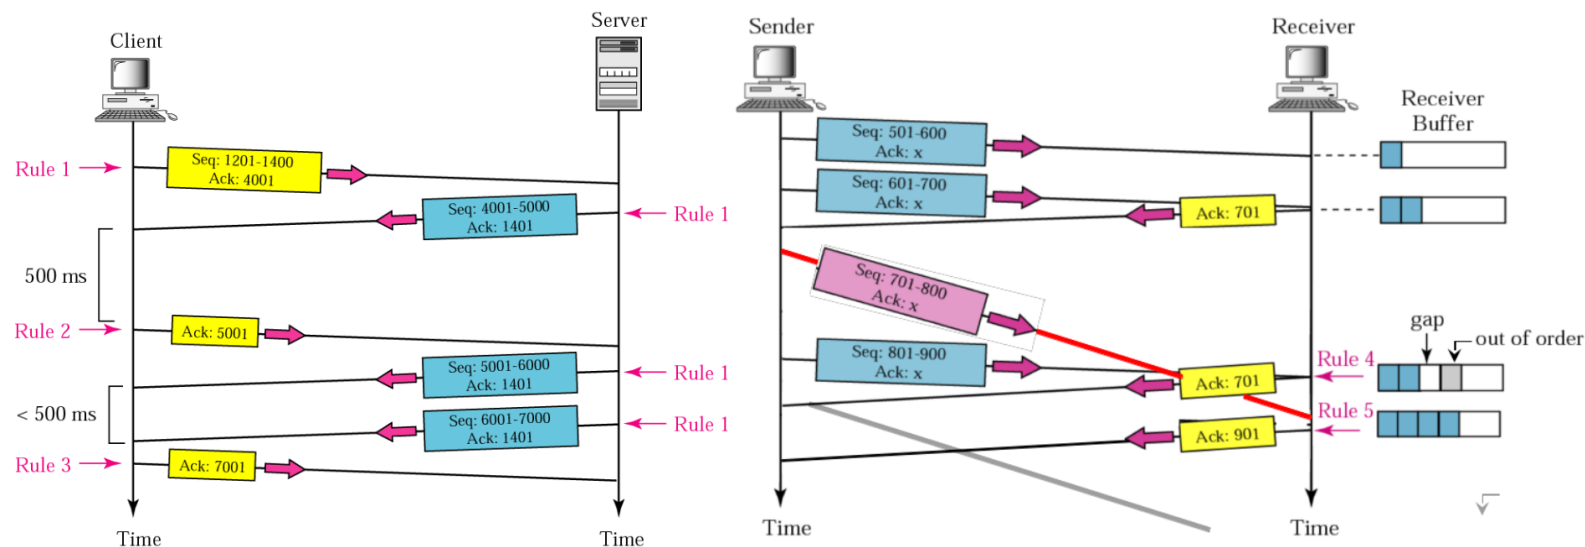 Client
Server
Rule 1
Seq: 1201-1400
Ack: 4001
Seq: 4001-5000
Ack: 1401
Rule 1
500 ms
Rule 2
Ack: 5001
Seq: 5001-6000
Ack: 1401
Rule 1
< 500 ms
Seq: 6001-7000
Ack: 1401
Rule 1
Rule 3
Ack: 7001
Time
Time
Sender
Receiver
Receiver
Buffer
Seq: 501-600
Ack: x
Seq: 601-700
Ack: x
Ack: 701
Seq: 701-800
Ack: x
gap
out of order
Seq: 801-900
Ack: x
Ack: 701
Rule 4
Rule 5
Ack: 901
Time
Time